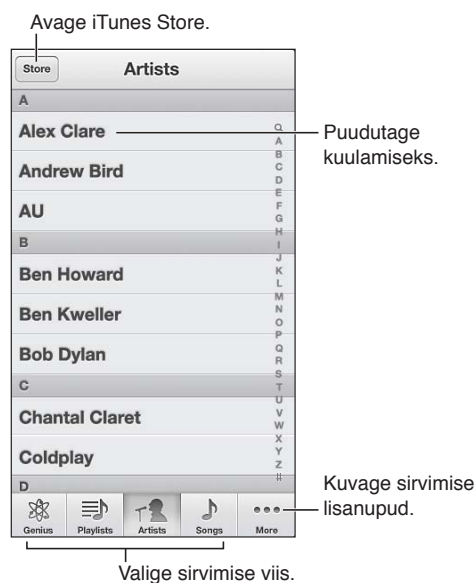 Avage iTunes Store.
Store
Artists
A
Alex Clare
Puudutage
kuulamiseks.
Andrew Bird
AU
B
Ben Howard
Ben Kweller
Bob Dylan
C
Chantal Claret
Coldplay
D
A
B
C
D
E
F
G
H
I
J
K
L
M
N
O
P
Q
R
S
T
U
V
W
X
Y
Z
#
Kuvage sirvimise
lisanupud.
Genius
Playlists
Artists
Songs
More
Valige sirvimise viis.